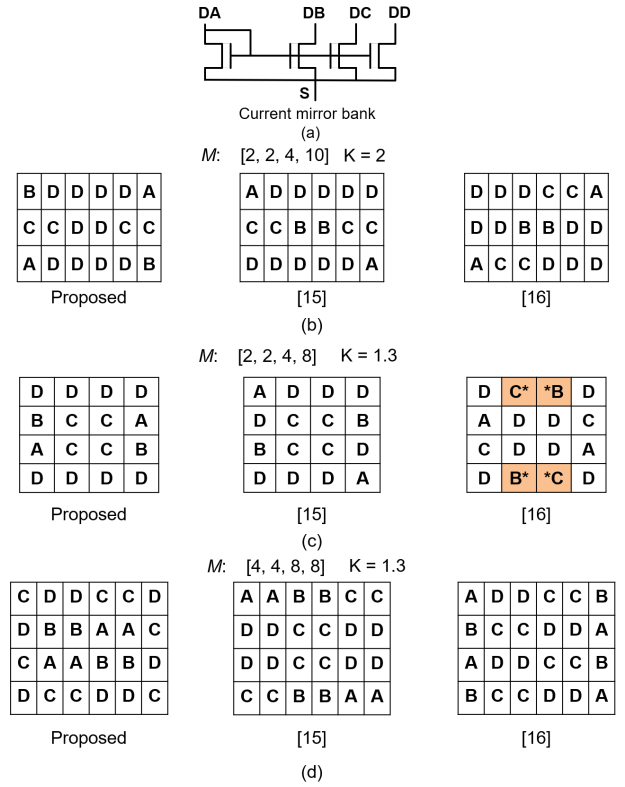 DA DB DC DD
S
Current mirror bank
(a)
M: [2, 2, 4, 10] K = 2
B D D D D A
C C D D C C
A D D D D B
Proposed
A D D D D D
C C B B C C
D D D D D A
[15]
D D D C C A
D D B B D D
A C C D D D
[16]
(b)
M: [2, 2, 4, 8] K = 1.3
D D D D
B C C A
A C C B
D D D D
Proposed
A D D D
D C C B
B C C D
D D D A
[15]
D C* *B D
A D D C
C D D A
D B* *C D
[16]
(c)
M: [4, 4, 8, 8] K = 1.3
C D D C C D
D B B A A C
C A A B B D
D C C D D C
Proposed
A A B B C C
D D C C D D
D D C C D D
C C B B A A
[15]
A D D C C B
B C C D D A
A D D C C B
B C C D D A
[16]
(d)